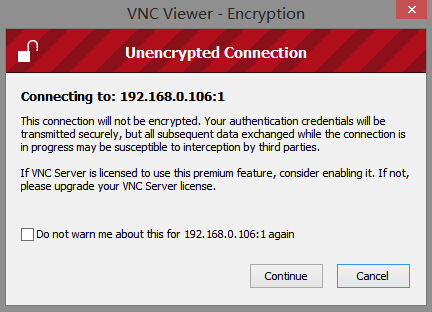 VNC Viewer - Encryption
Unencrypted Connection
Connecting to: 192.168.0.106:1
This connection will not be encrypted. Your authentication credentials will be
transmitted securely, but all subsequent data exchanged while the connection is
in progress may be susceptible to interception by third parties.
If VNC Server is licensed to use this premium feature, consider enabling it. If not,
please upgrade your VNC Server license.
Do not warn me about this for 192.168.0.106:1 again
Continue
Cancel